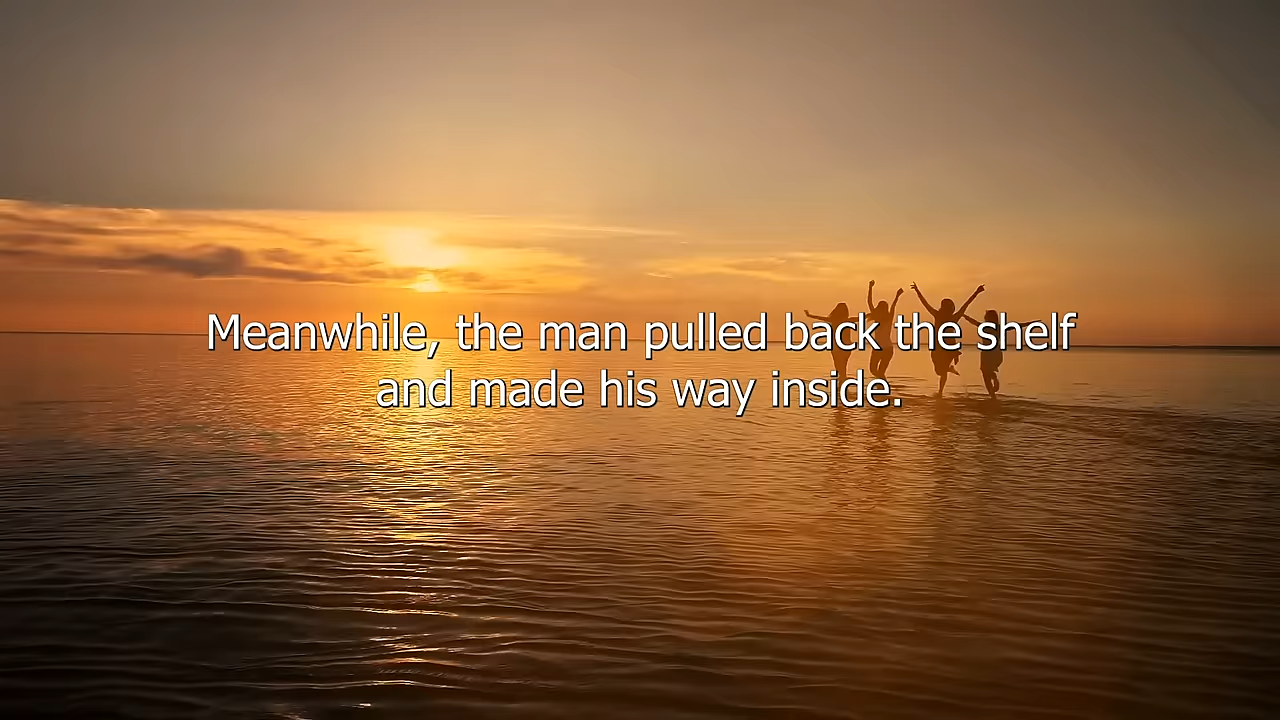 Meanwhile, the man pulled back the shelf
and made his way inside.